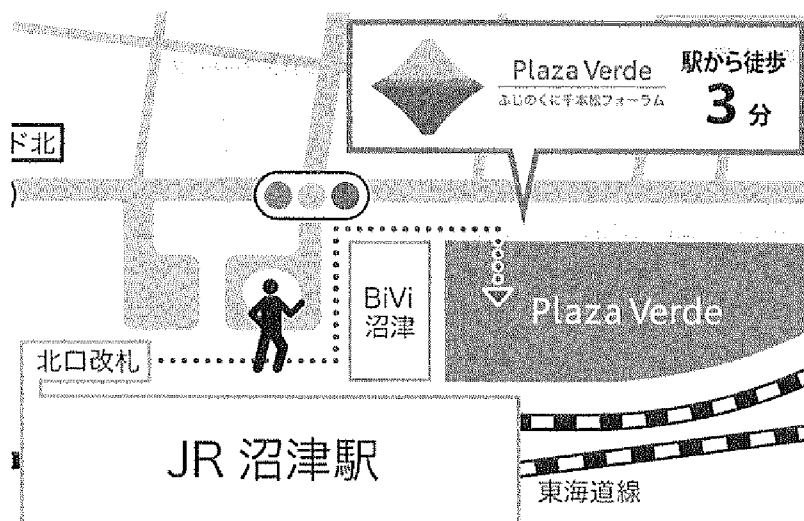 Plaza Verde
ふじのくに千本松フォーラム
駅から徒歩
3分
ド北
BiVi
沼津
Plaza Verde
北口改札
JR 沼津駅
東海道線